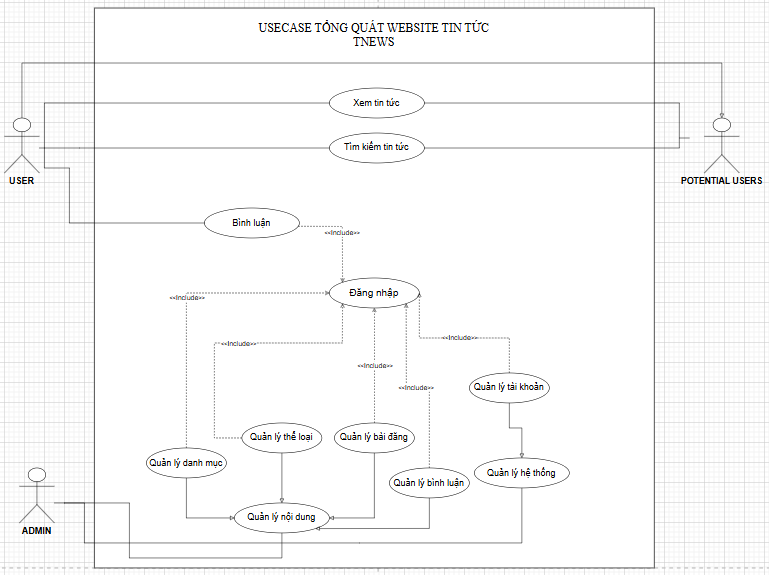 USECASE TỔNG QUÁT WEBSITE TIN TỨC
TNEWS
Xem tin tức
Tìm kiếm tin tức
USER
POTENTIAL USERS
Bình luận
<<Include>>
Đăng nhập
<<Include>>
<<Include>>
<<Include>>
<<Include>>
<<Include>>
Quản lý tài khoản
Quản lý thể loại
Quản lý bài đăng
Quản lý danh mục
Quản lý hệ thống
Quản lý bình luận
Quản lý nội dung
ADMIN